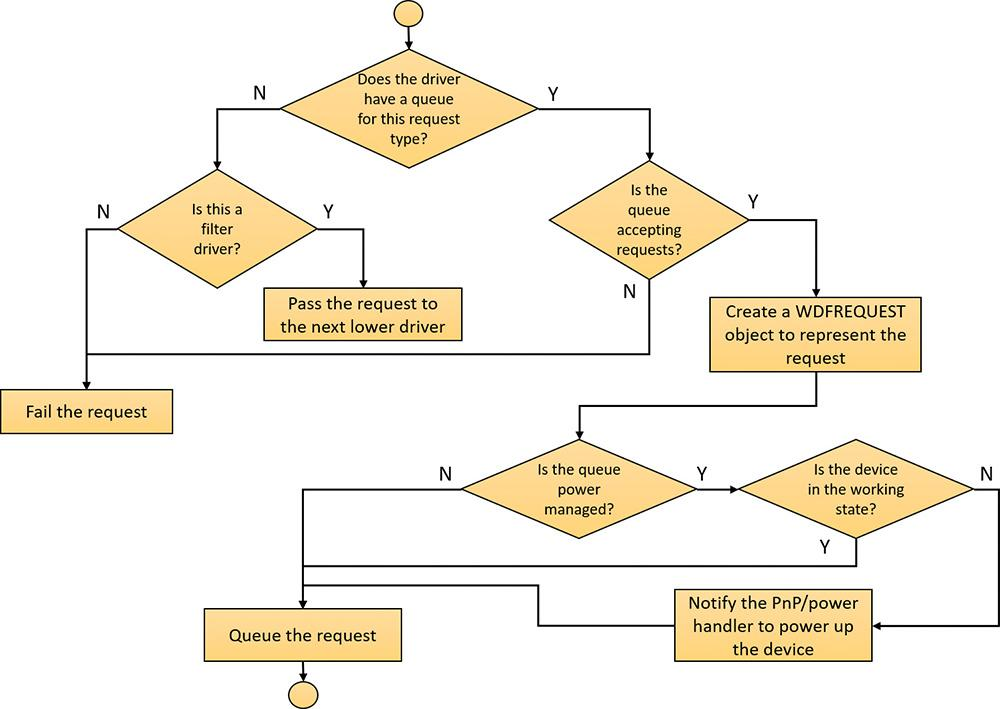 Does the driver
have a queue
for this request
type?
N
Y
Is this a
filter
driver?
N
Y
Is the
queue
accepting
requests?
Y
N
Pass the request to
the next lower driver
Create a WDFREQUEST
object to represent the
request
Fail the request
Is the queue
power
managed?
N
Y
Is the device
in the working
state?
N
Y
Notify the PnP/power
handler to power up
the device
Queue the request